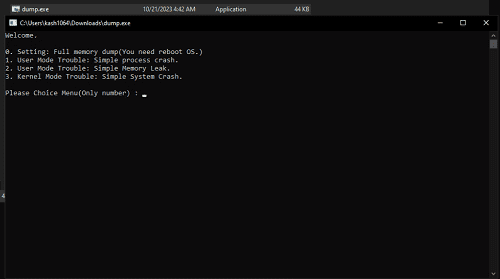 dump.exe 10/21/2023 4:42 AM Application 44 KB
C:\Users\kash1064\Downloads\dump.exe
Welcome.
0. Setting: Full memory dump(You need reboot OS.)
1. User Mode Trouble: Simple process crash.
2. User Mode Trouble: Simple Memory Leak.
3. Kernel Mode Trouble: Simple System Crash.
Please Choice Menu(Only number) :
4